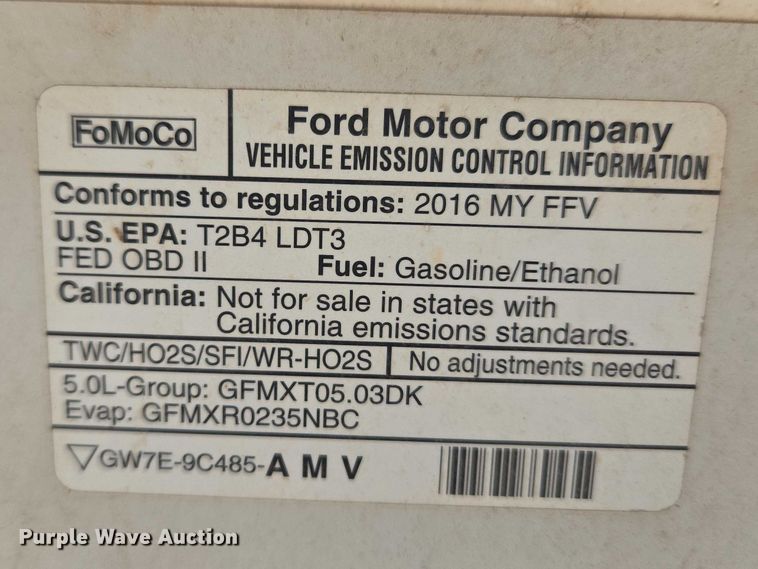 FoMoCo
Ford Motor Company
VEHICLE EMISSION CONTROL INFORMATION
Conforms to regulations: 2016 MY FFV
U.S. EPA: T2B4 LDT3
FED OBD II Fuel: Gasoline/Ethanol
California: Not for sale in states with
California emissions standards.
TWC/HO2S/SFI/WR-HO2S No adjustments needed.
5.0L-Group: GFMXT05.03DK
Evap: GFMXR0235NBC
GW7E-9C485-A M V
Purple Wave Auction